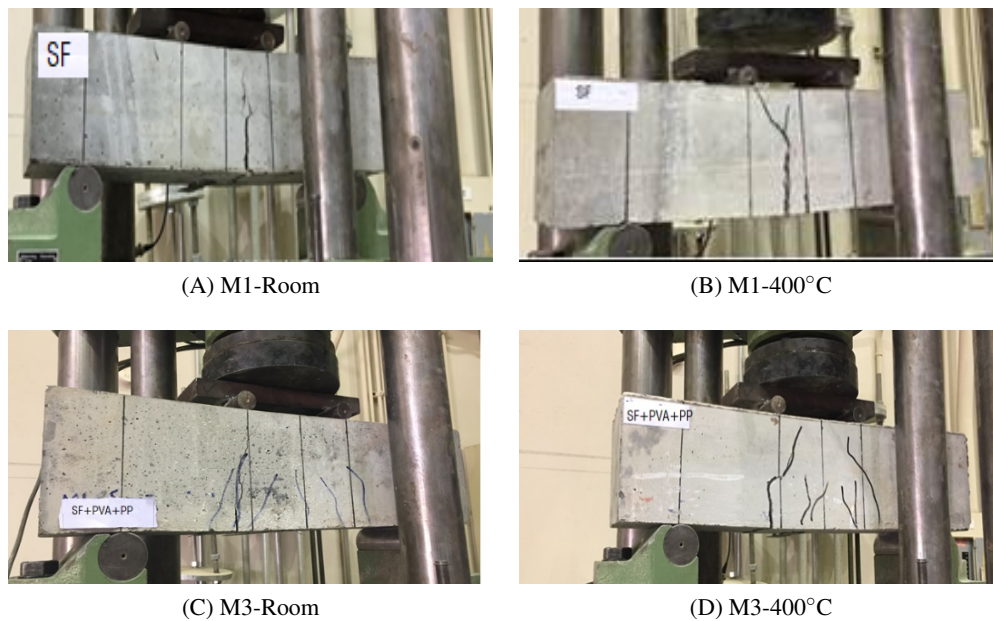 SF
SF
(A) M1-Room
(B) M1-400°C
SF+PVA+PP
SF+PVA+PP
(C) M3-Room
(D) M3-400°C